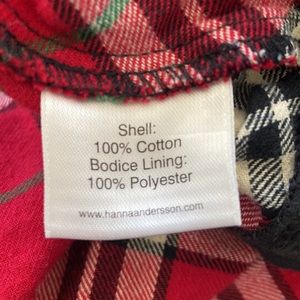 Shell:
100% Cotton
Bodice Lining:
100% Polyester
www.hannaandersson.com